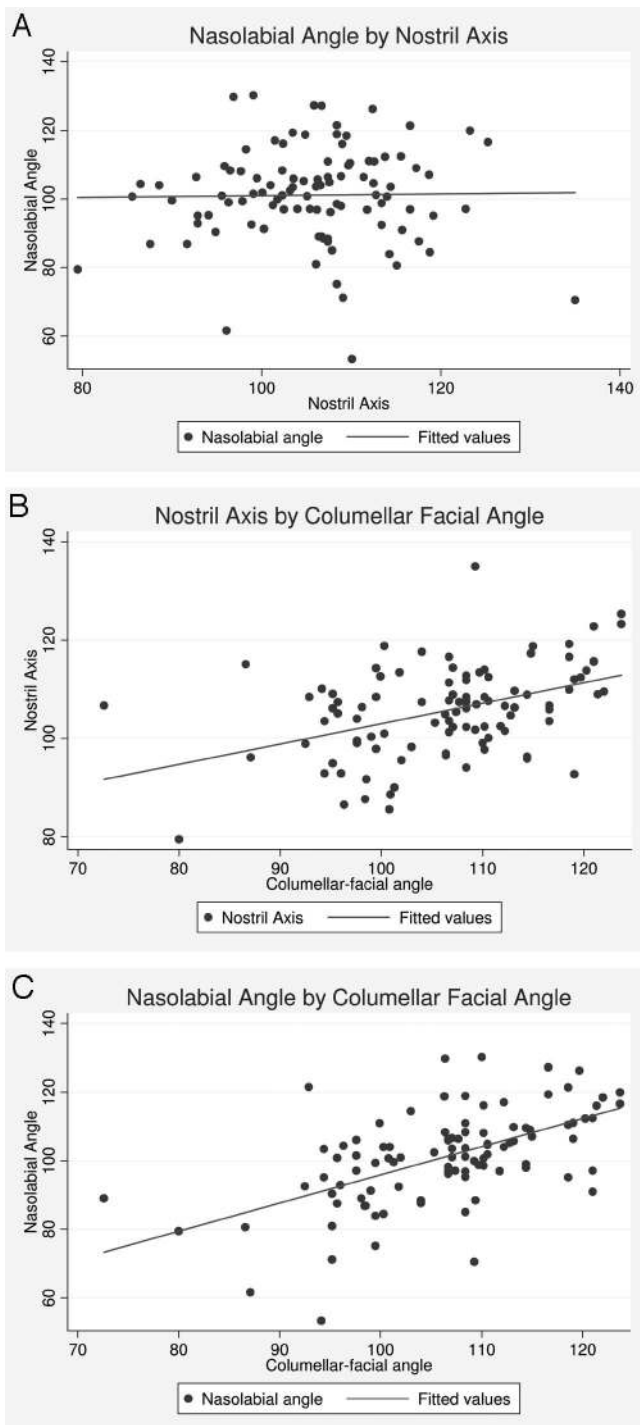 A
Nasolabial Angle by Nostril Axis
140
120
100
80
60
Nasolabial Angle
80 100 120 140
Nostril Axis
Nasolabial angle Fitted values
B
Nostril Axis by Columellar Facial Angle
140
120
100
80
Nostril Axis
70 80 90 100 110 120
Columellar-facial angle
Nostril Axis Fitted values
C
Nasolabial Angle by Columellar Facial Angle
140
120
100
80
60
Nasolabial Angle
70 80 90 100 110 120
Columellar-facial angle
Nasolabial angle Fitted values